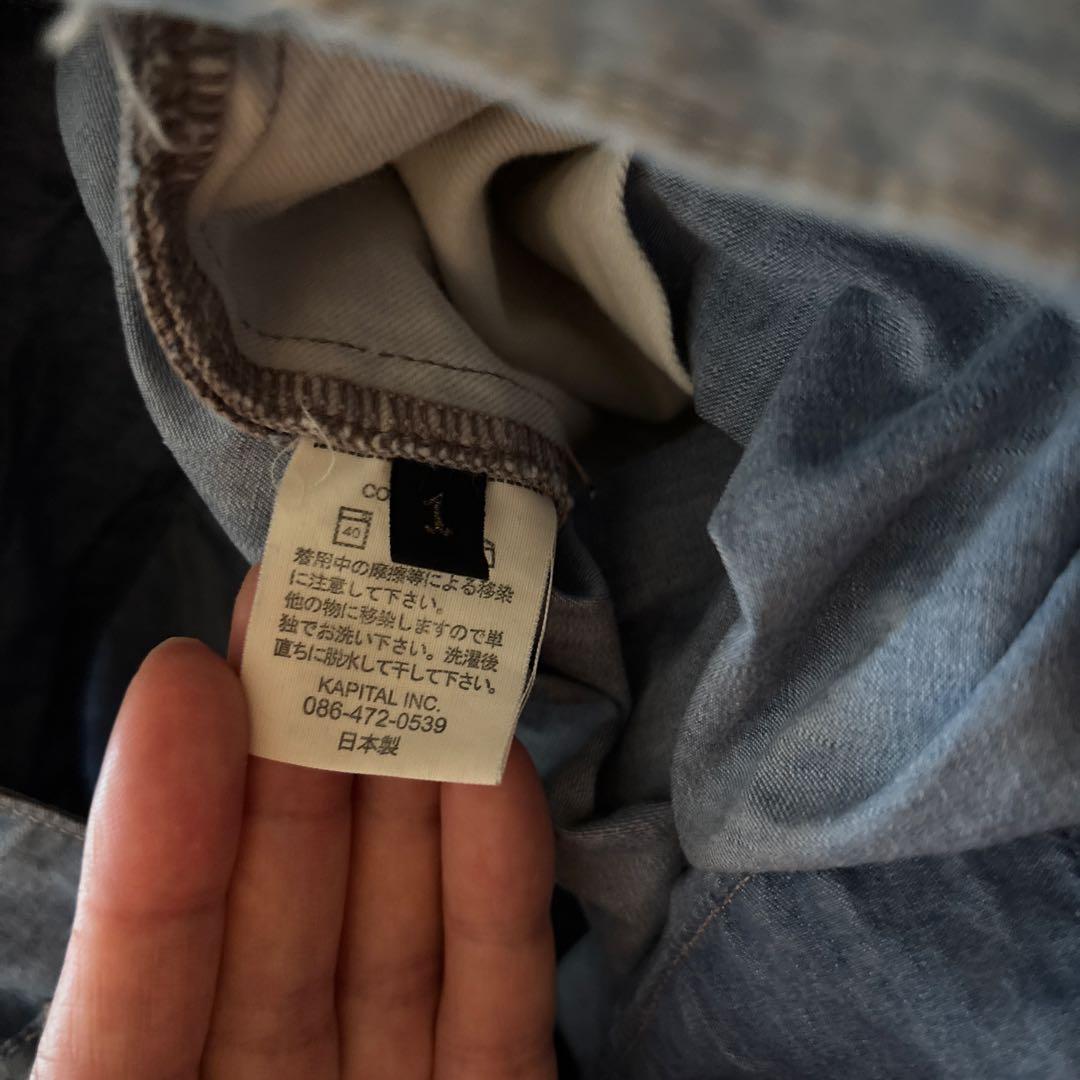 CO
1
40
着用中の摩擦等による移染
に注意して下さい。
他の物に移染しますので単
独でお洗い下さい。洗濯後
直ちに脱水して干して下さい。
KAPITAL INC.
086-472-0539
日本製